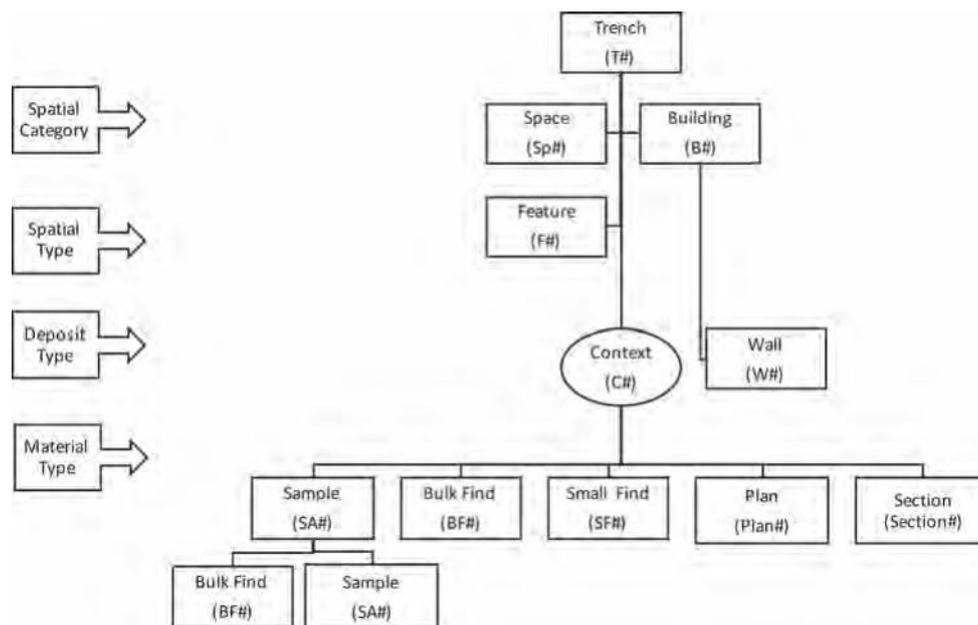 Trench
(T#)
Spatial
Category
Space
(Sp#)
Building
(B#)
Spatial
Type
Feature
(F#)
Deposit
Type
Context
(C#)
Wall
(W#)
Material
Type
Sample
(SA#)
Bulk Find
(BF#)
Small Find
(SF#)
Plan
(Plan#)
Section
(Section#)
Bulk Find
(BF#)
Sample
(SA#)